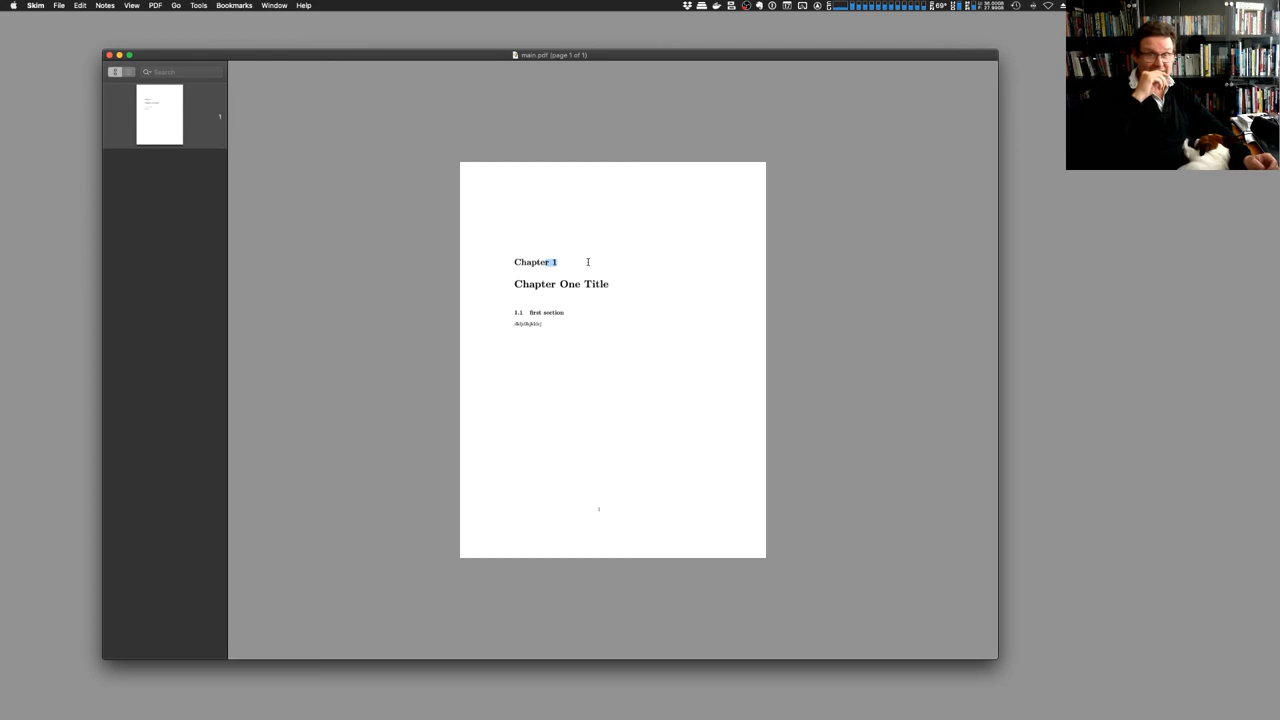 Skim File Edit Notes View PDF Go Tools Bookmarks Window Help
69°
main.pdf (page 1 of 1)
Search
1
Chapter 1
Chapter One Title
1.1 first section
1